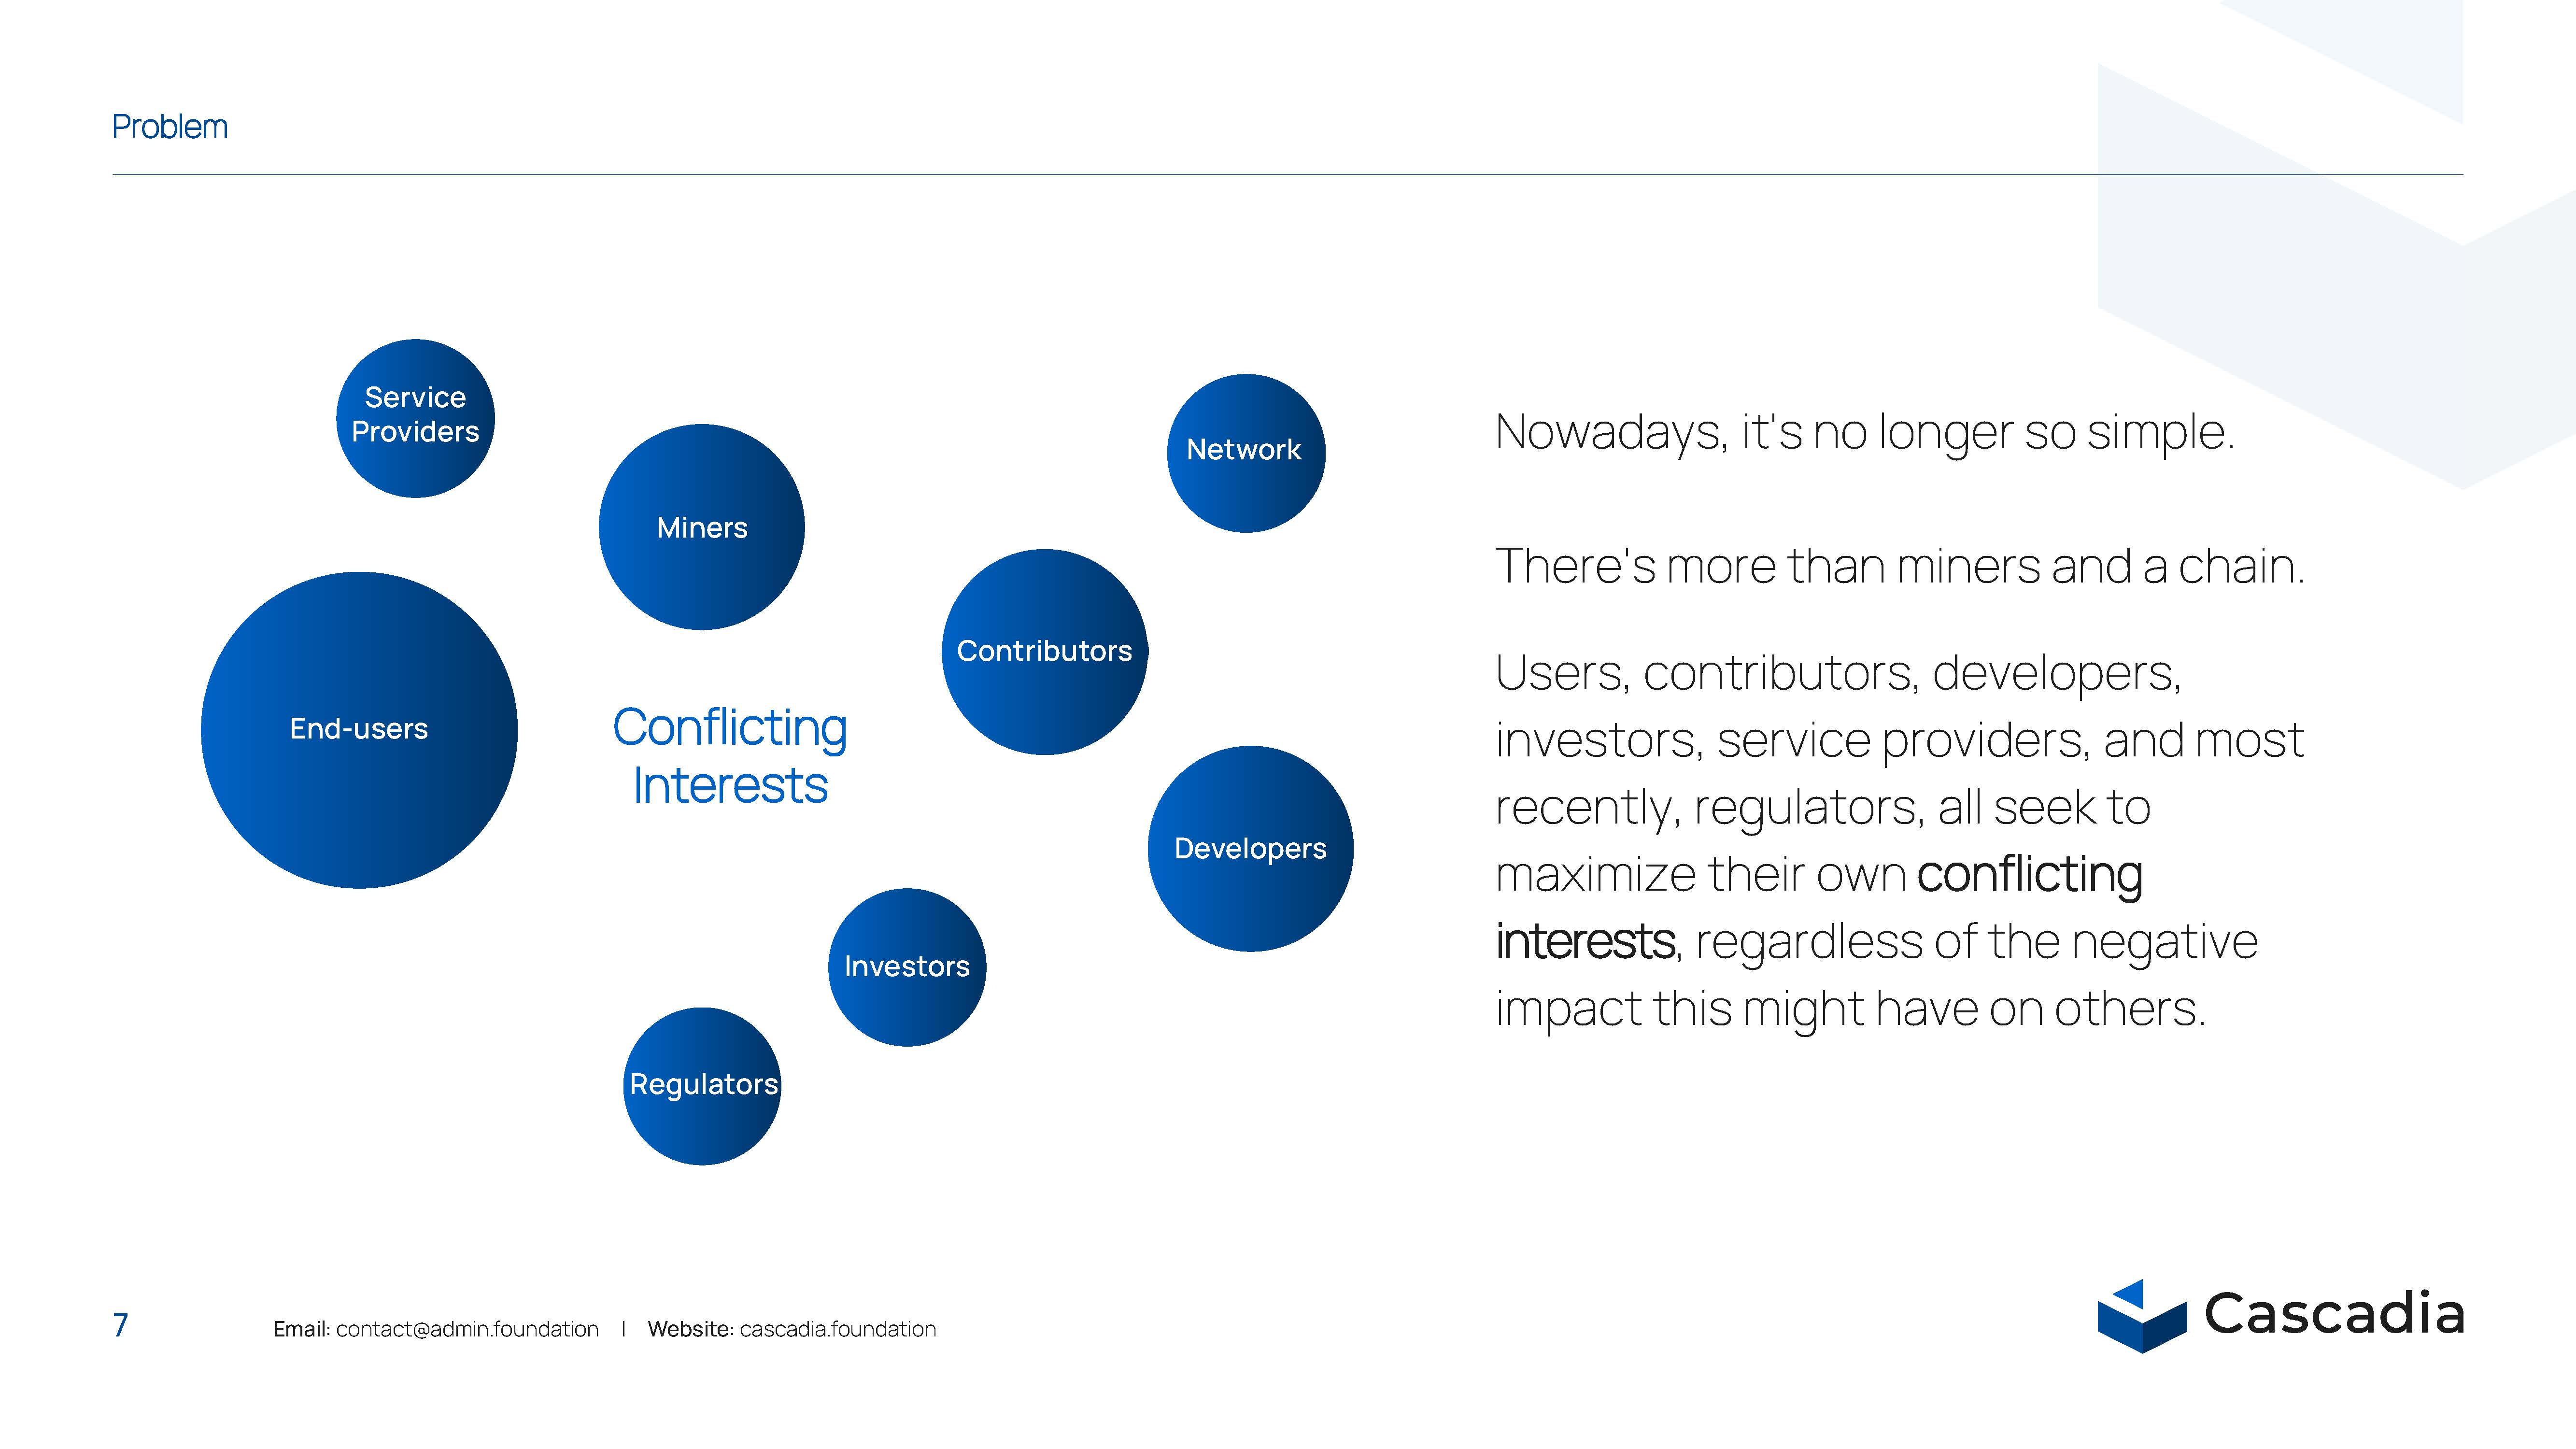 Problem
Service
Providers
Miners
Network
Contributors
End-users
Conflicting
Interests
Developers
Investors
Regulators
Nowadays, it's no longer so simple.
There's more than miners and a chain.
Users, contributors, developers,
investors, service providers, and most
recently, regulators, all seek to
maximize their own conflicting
interests, regardless of the negative
impact this might have on others.
7
Email: contact@admin.foundation | Website: cascadia.foundation
Cascadia